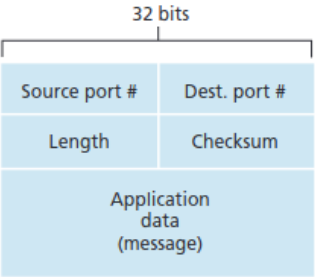 32 bits
Source port # Dest. port #
Length Checksum
Application
data
(message)